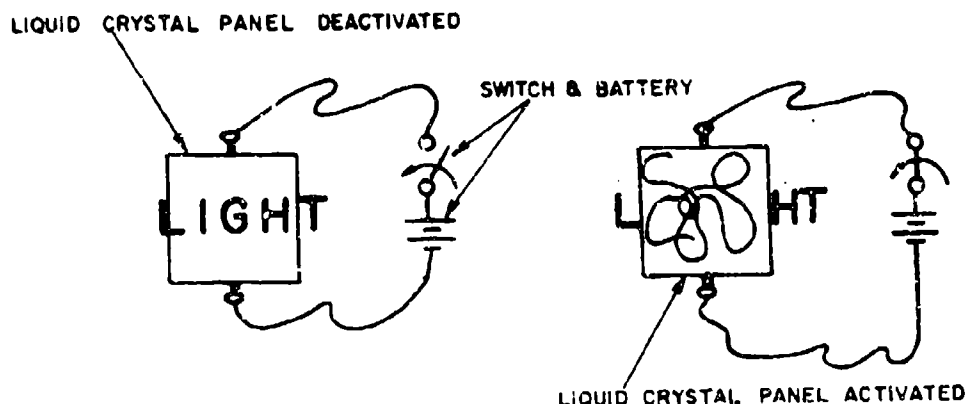 LIQUID CRYSTAL PANEL DEACTIVATED
SWITCH & BATTERY
LIGHT
L HT
LIQUID CRYSTAL PANEL ACTIVATED